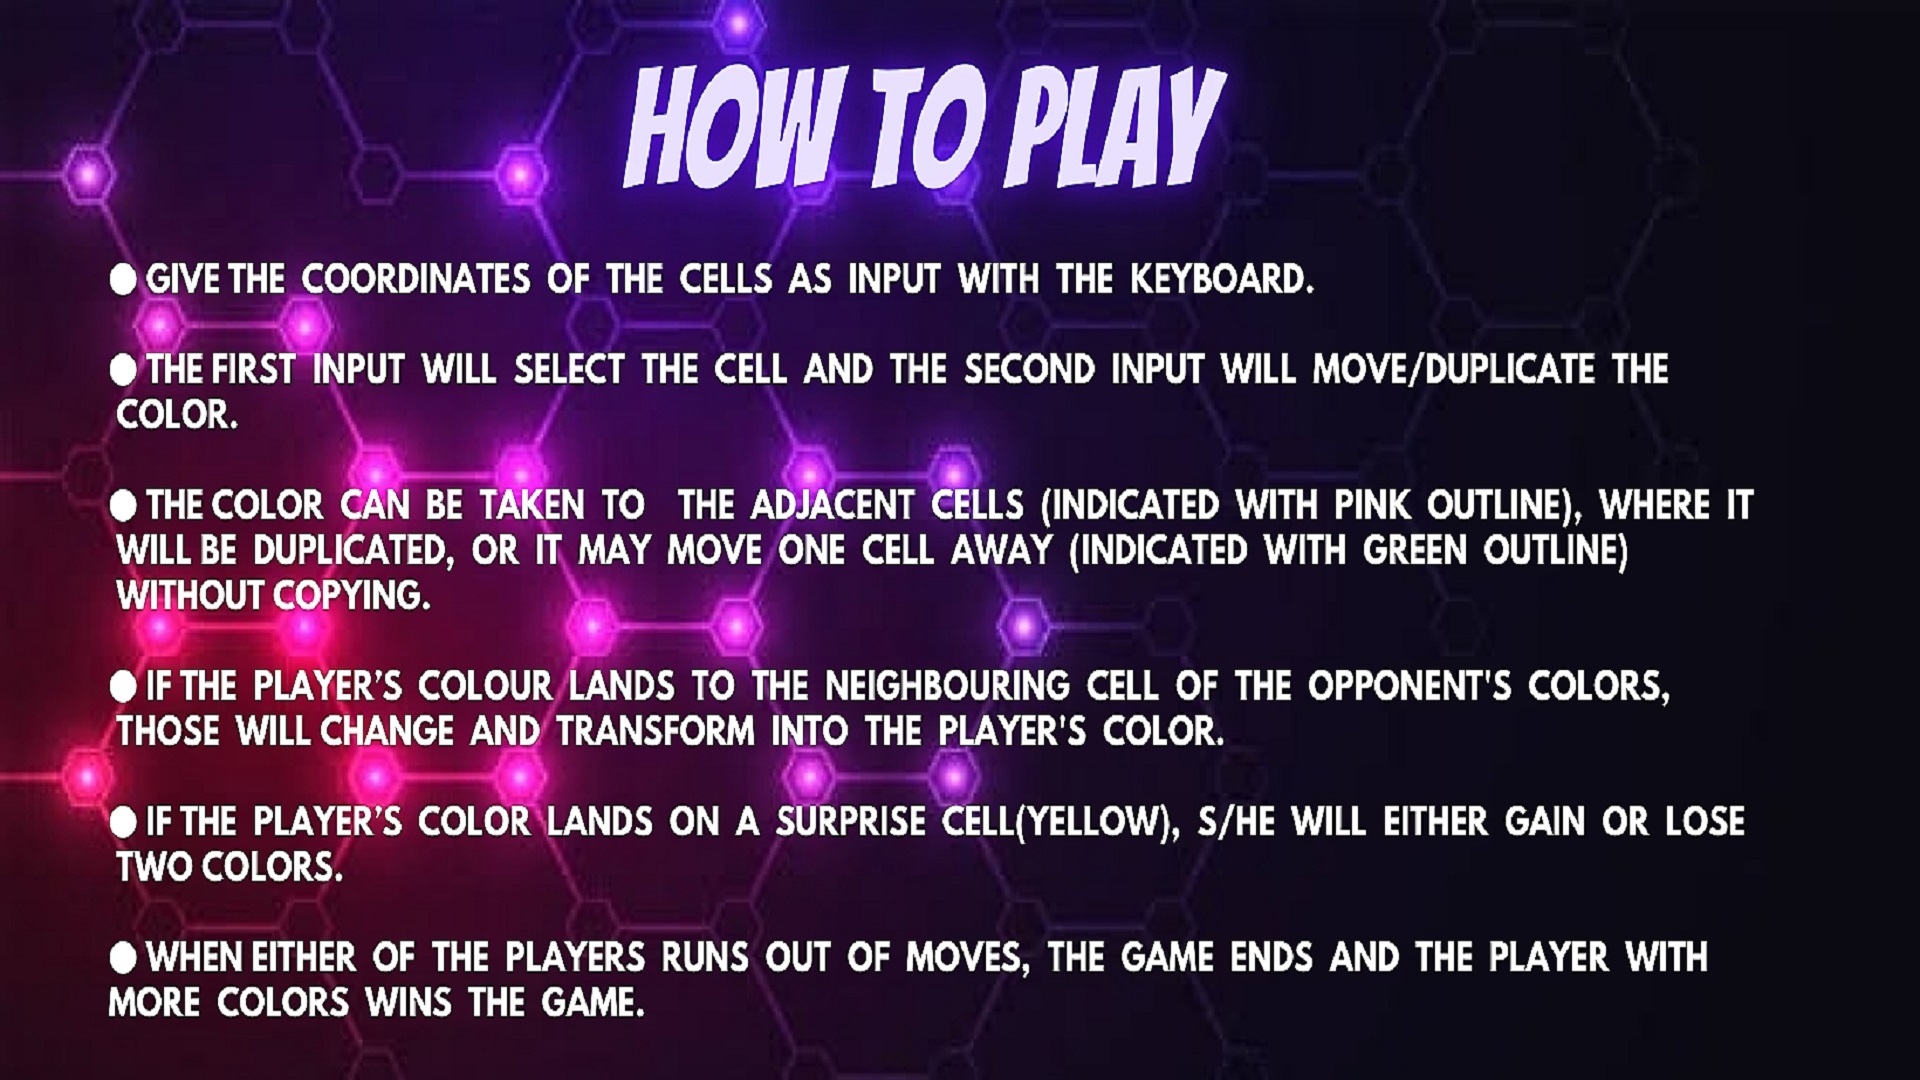 HOW TO PLAY
● GIVE THE COORDINATES OF THE CELLS AS INPUT WITH THE KEYBOARD.
● THE FIRST INPUT WILL SELECT THE CELL AND THE SECOND INPUT WILL MOVE/DUPLICATE THE
COLOR.
● THE COLOR CAN BE TAKEN TO THE ADJACENT CELLS (INDICATED WITH PINK OUTLINE), WHERE IT
WILL BE DUPLICATED, OR IT MAY MOVE ONE CELL AWAY (INDICATED WITH GREEN OUTLINE)
WITHOUT COPYING.
● IF THE PLAYER’S COLOUR LANDS TO THE NEIGHBOURING CELL OF THE OPPONENT'S COLORS,
THOSE WILL CHANGE AND TRANSFORM INTO THE PLAYER'S COLOR.
● IF THE PLAYER’S COLOR LANDS ON A SURPRISE CELL(YELLOW), S/HE WILL EITHER GAIN OR LOSE
TWO COLORS.
● WHEN EITHER OF THE PLAYERS RUNS OUT OF MOVES, THE GAME ENDS AND THE PLAYER WITH
MORE COLORS WINS THE GAME.